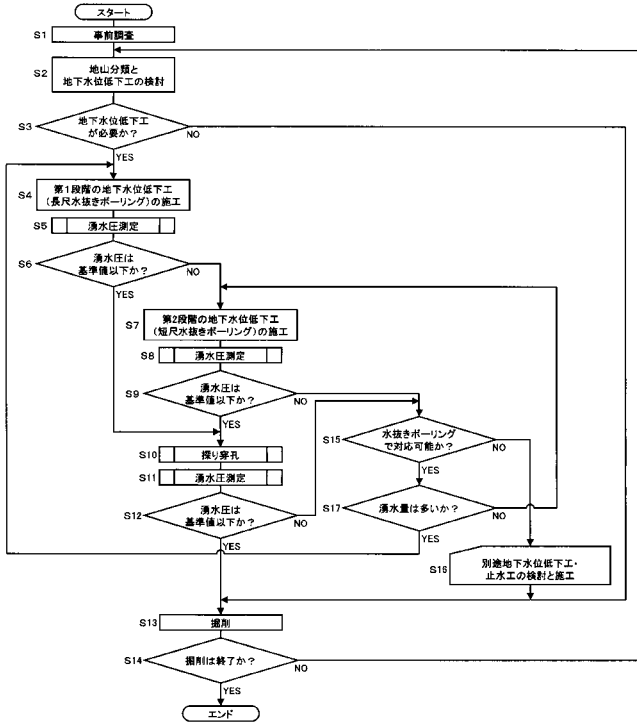 スタート
S1
事前調査
S2
地山分類と
地下水位低下工の検討
S3
地下水位低下工
が必要か?
NO
YES
S4
第1段階の地下水位低下工
(長尺水抜きボーリング)の施工
S5
湧水圧測定
S6
湧水圧は
基準値以下か?
NO
YES
S7
第2段階の地下水位低下工
(短尺水抜きボーリング)の施工
S8
湧水圧測定
S9
湧水圧は
基準値以下か?
NO
YES
S10
探り穿孔
S11
湧水圧測定
S12
湧水圧は
基準値以下か?
NO
YES
S15
水抜きボーリング
で対応可能か?
NO
YES
S17
湧水量は多いか?
NO
YES
S16
別途地下水位低下工・
止水工の検討と施工
S13
掘削
S14
掘削は終了か?
NO
YES
エンド